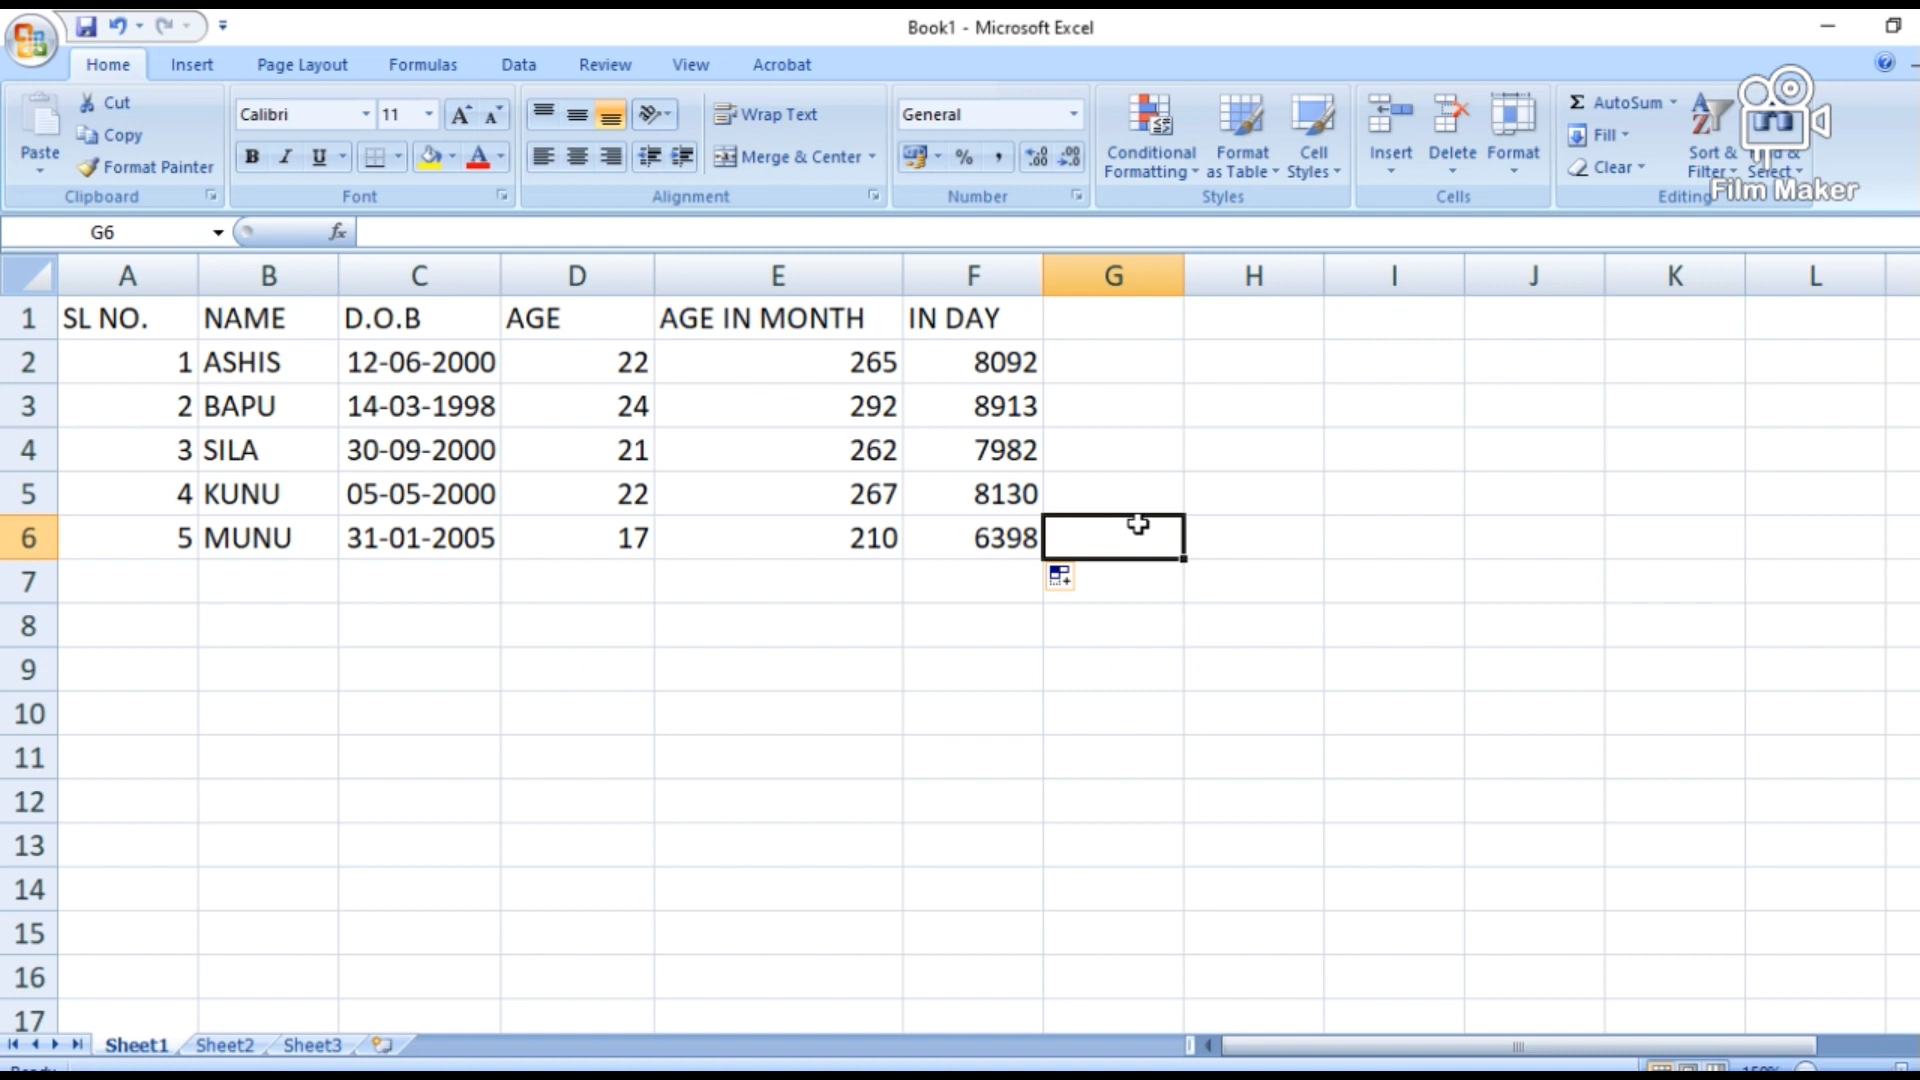 Book1 - Microsoft Excel
Home Insert Page Layout Formulas Data Review View Acrobat
Paste Cut Copy Format Painter
Calibri 11
B I U
Wrap Text
Merge & Center
General
% ,
Conditional Formatting Format as Table Cell Styles
Insert Delete Format
Σ AutoSum
Fill
Clear
Sort & Filter & Select
Film Maker
Clipboard Font Alignment Number Styles Cells Editing
G6 fx
A B C D E F G H I J K L
1 SL NO. NAME D.O.B AGE AGE IN MONTH IN DAY
2 1 ASHIS 12-06-2000 22 265 8092
3 2 BAPU 14-03-1998 24 292 8913
4 3 SILA 30-09-2000 21 262 7982
5 4 KUNU 05-05-2000 22 267 8130
6 5 MUNU 31-01-2005 17 210 6398
7
8
9
10
11
12
13
14
15
16
17
Sheet1 Sheet2 Sheet3